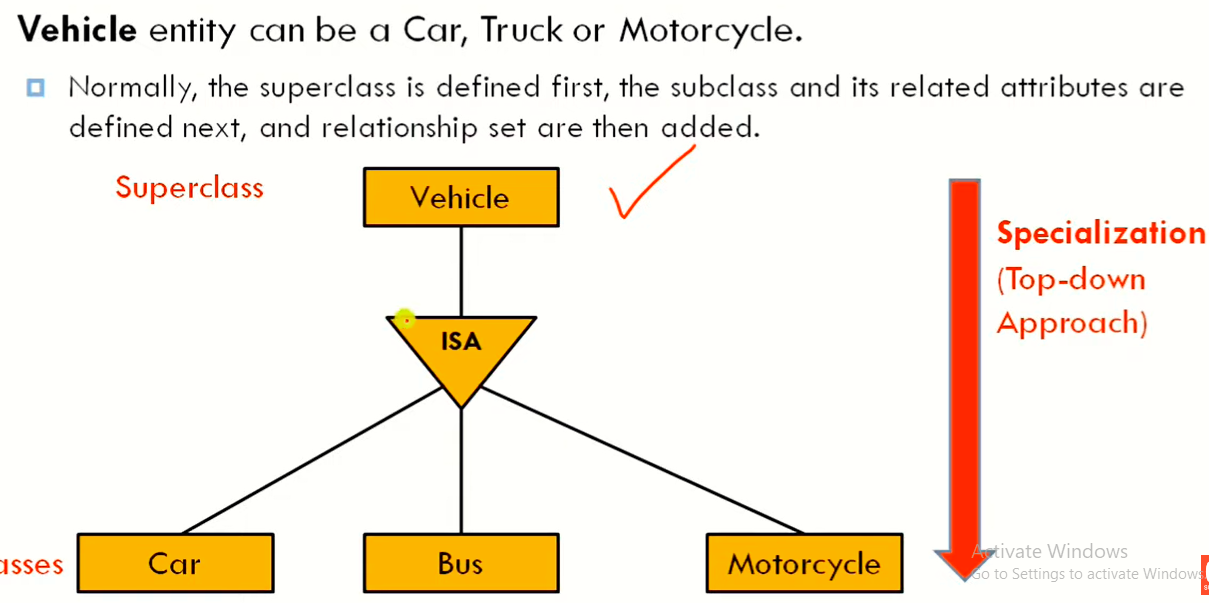 Vehicle entity can be a Car, Truck or Motorcycle.
Normally, the superclass is defined first, the subclass and its related attributes are
defined next, and relationship set are then added.
Superclass
Vehicle
Specialization
(Top-down
Approach)
ISA
asses
Car
Bus
Motorcycle
Activate Windows
Go to Settings to activate Windows